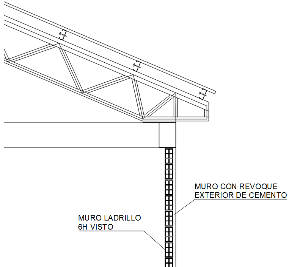 MURO CON REVOQUE
EXTERIOR DE CEMENTO
MURO LADRILLO
6H VISTO